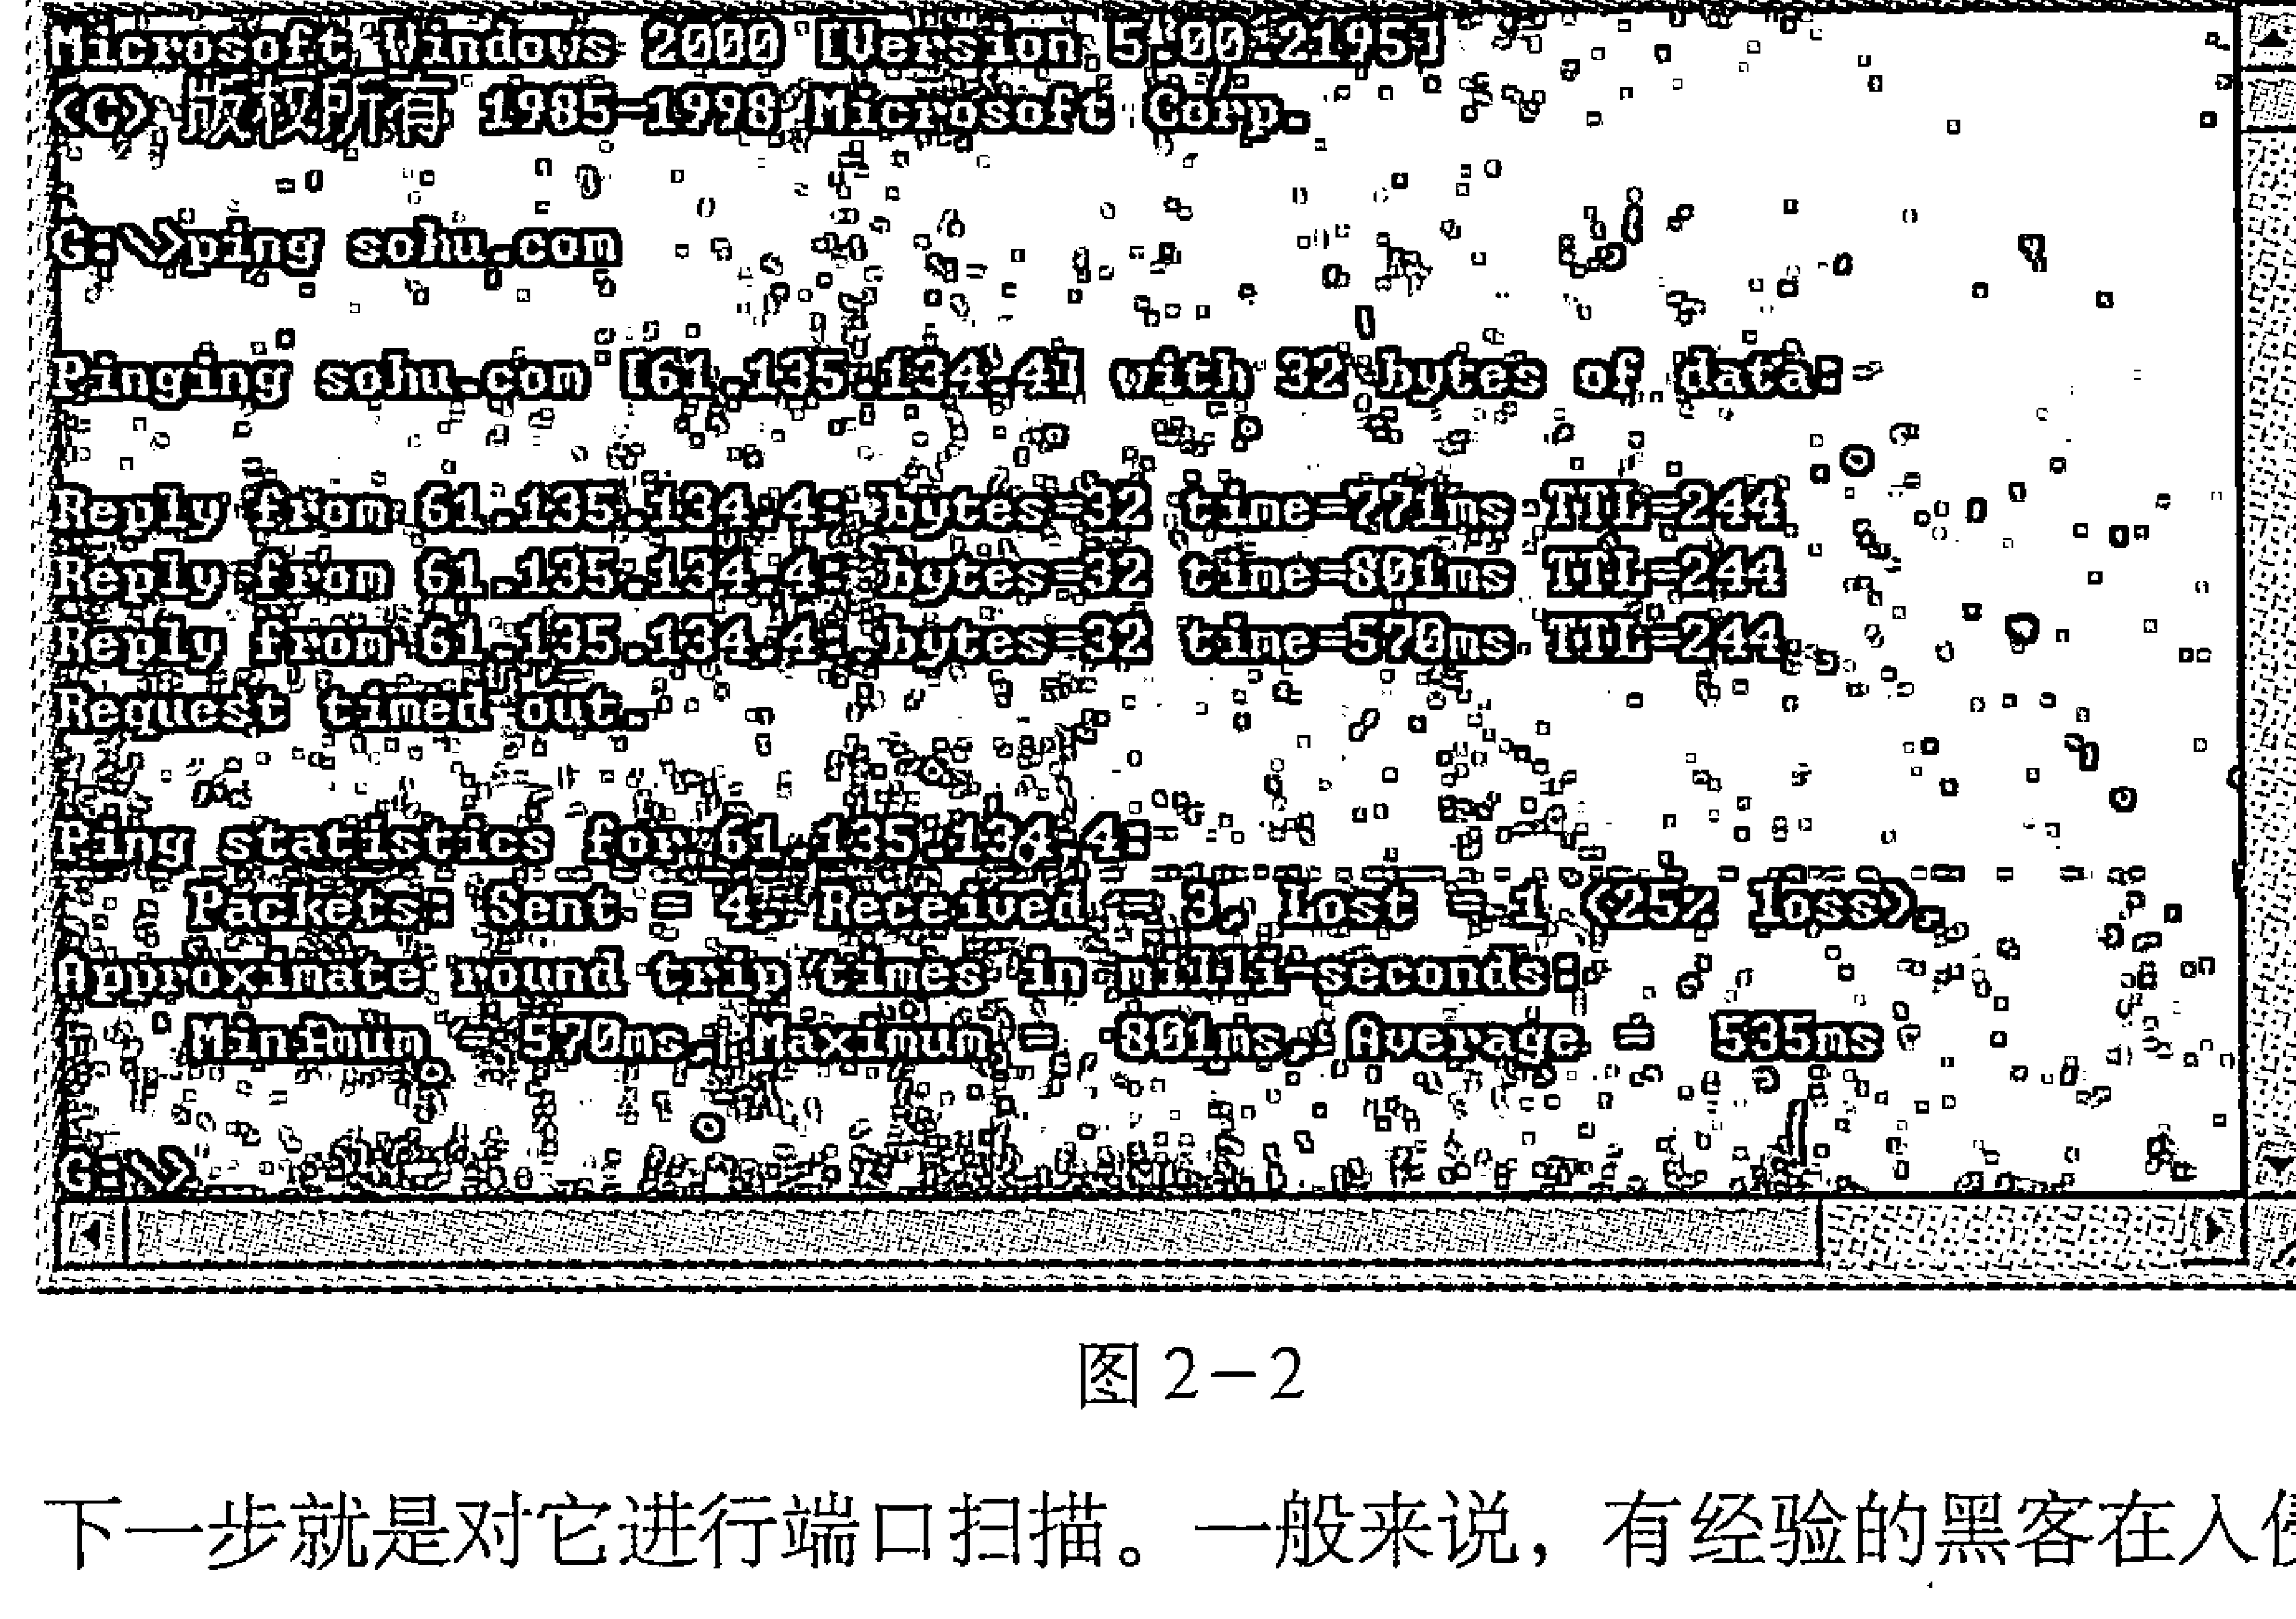 Microsoft Windows 2000 [Version 5.00.2195]
<C> 版权所有 1985-1998 Microsoft Corp.
G:\>ping sohu.com
Pinging sohu.com [61.135.134.4] with 32 bytes of data:
Reply from 61.135.134.4: bytes=32 time=771ms TTL=244
Reply from 61.135.134.4: bytes=32 time=801ms TTL=244
Reply from 61.135.134.4: bytes=32 time=570ms TTL=244
Request timed out.
Ping statistics for 61.135.134.4:
Packets: Sent = 4, Received = 3, Lost = 1 <25% loss>,
Approximate round trip times in milli-seconds:
Minimum = 570ms, Maximum = 801ms, Average = 535ms
G:\>
图 2-2
下一步就是对它进行端口扫描。一般来说，有经验的黑客在入